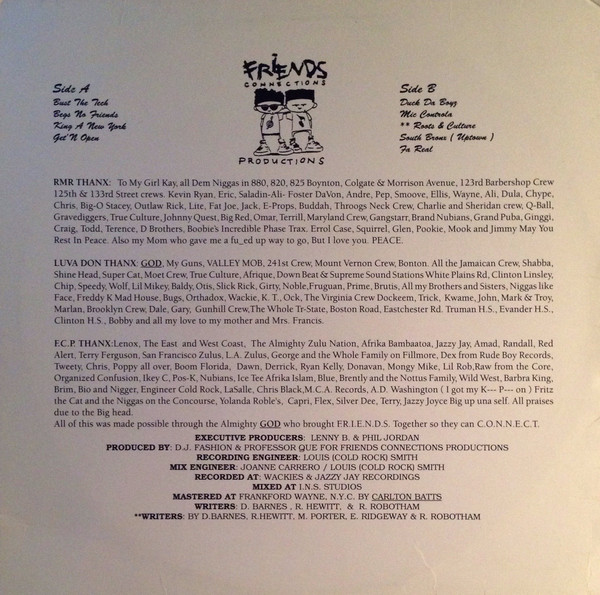 FRIENDS
CONNECTIONS
PRODUCTIONS
Side A
Bust The Tech
Begs No Friends
King A New York
Get'N Open
Side B
Duck Da Boyz
Mic Controla
** Roots & Culture
South Bronx ( Uptown )
Fa Real
RMR THANX: To My Girl Kay, all Dem Niggas in 880, 820, 825 Boynton, Colgate & Morrison Avenue, 123rd Barbershop Crew
125th & 133rd Street crews. Kevin Ryan, Eric, Saladin-Ali- Foster DaVon, Andre, Pep, Smoove, Ellis, Wayne, Ali, Dula, Chype,
Chris, Big-O Stacey, Outlaw Rick, Lite, Fat Joe, Jack, E-Props, Buddah, Throogs Neck Crew, Charlie and Sheridan crew, Q-Ball,
Gravediggers, True Culture, Johnny Quest, Big Red, Omar, Terrill, Maryland Crew, Gangstarr, Brand Nubians, Grand Puba, Ginggi,
Craig, Todd, Terence, D Brothers, Boobie's Incredible Phase Trax. Errol Case, Squirrel, Glen, Pookie, Mook and Jimmy May You
Rest In Peace. Also my Mom who gave me a fu_ed up way to go, But I love you. PEACE.
LUVA DON THANX: GOD, My Guns, VALLEY MOB, 241st Crew, Mount Vernon Crew, Bonton. All the Jamaican Crew, Shabba,
Shine Head, Super Cat, Moet Crew, True Culture, Afrique, Down Beat & Supreme Sound Stations White Plains Rd, Clinton Linsley,
Chip, Speedy, Wolf, Lil Mikey, Baldy, Otis, Slick Rick, Girty, Noble,Fruguan, Prime, Brutis, All my Brothers and Sisters, Niggas like
Face, Freddy K Mad House, Bugs, Orthadox, Wackie, K. T., Ock, The Virginia Crew Dockeem, Trick, Kwame, John, Mark & Troy,
Marlan, Brooklyn Crew, Dale, Gary, Gunhill Crew,The Whole Tr-State, Boston Road, Eastchester Rd. Truman H.S., Evander H.S.,
Clinton H.S., Bobby and all my love to my mother and Mrs. Francis.
F.C.P THANX:Lenox, The East and West Coast, The Almighty Zulu Nation, Afrika Bambaatoa, Jazzy Jay, Amad, Randall, Red
Alert, Terry Ferguson, San Francisco Zulus, L.A. Zulus, George and the Whole Family on Fillmore, Dex from Rude Boy Records,
Tweety, Chris, Poppy all over, Boom Florida, Dawn, Derrick, Ryan Kelly, Donavan, Mongy Mike, Lil Rob,Raw from the Core,
Organized Confusion, Ikey C, Pos-K, Nubians, Ice Tee Afrika Islam, Blue, Brently and the Nottus Family, Wild West, Barbra King,
Brim, Bio and Nigger, Engineer Cold Rock, LaSalle, Chris Black,M.C.A. Records, A.D. Washington ( I got my K--- P--- on ) Fritz
the Cat and the Niggas on the Concourse, Yolanda Roble's, Capri, Flex, Silver Dee, Terry, Jazzy Joyce Big up una self. All praises
due to the Big head.
All of this was made possible through the Almighty GOD who brought F.R.I.E.N.D.S. Together so they can C.O.N.N.E.C.T.
EXECUTIVE PRODUCERS: LENNY B. & PHIL JORDAN
PRODUCED BY: D.J. FASHION & PROFESSOR QUE FOR FRIENDS CONNECTIONS PRODUCTIONS
RECORDING ENGINEER: LOUIS (COLD ROCK) SMITH
MIX ENGINEER: JOANNE CARRERO / LOUIS (COLD ROCK) SMITH
RECORDED AT: WACKIES & JAZZY JAY RECORDINGS
MIXED AT I.N.S. STUDIOS
MASTERED AT FRANKFORD WAYNE, N.Y.C. BY CARLTON BATTS
WRITERS: D. BARNES , R. HEWITT, & R. ROBOTHAM
**WRITERS: BY D.BARNES, R.HEWITT, M. PORTER, E. RIDGEWAY & R. ROBOTHAM